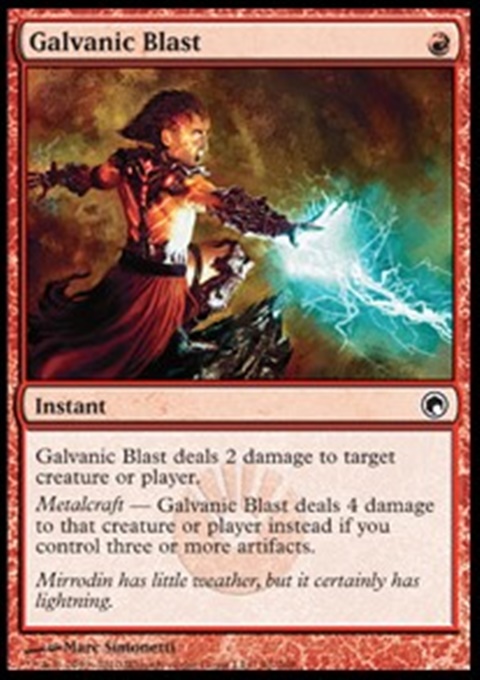 Galvanic Blast
Instant
Galvanic Blast deals 2 damage to target
creature or player.
Metalcraft — Galvanic Blast deals 4 damage
to that creature or player instead if you
control three or more artifacts.
Mirrodin has little weather, but it certainly has
lightning.
Marc Simonetti